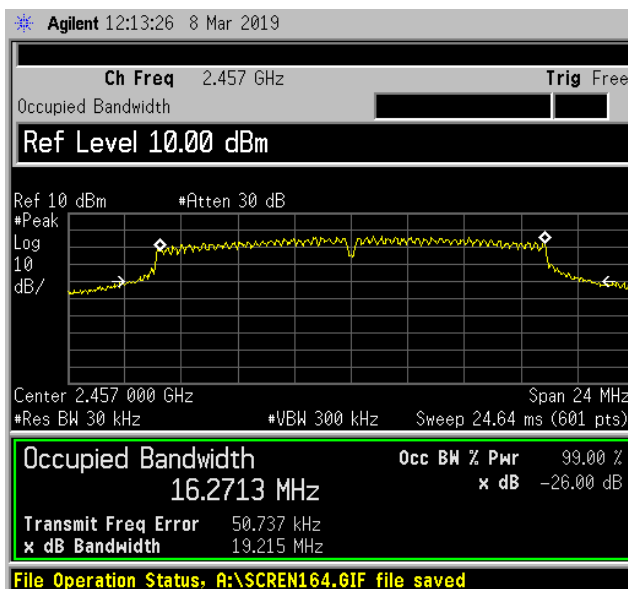 Agilent 12:13:26 8 Mar 2019
Ch Freq 2.457 GHz Trig Free
Occupied Bandwidth
Ref Level 10.00 dBm
Ref 10 dBm #Atten 30 dB
#Peak
Log
10
dB/
Center 2.457 000 GHz Span 24 MHz
#Res BW 30 kHz #VBW 300 kHz Sweep 24.64 ms (601 pts)
Occupied Bandwidth Occ BW % Pwr 99.00 %
16.2713 MHz x dB -26.00 dB
Transmit Freq Error 50.737 kHz
x dB Bandwidth 19.215 MHz
File Operation Status, A:\SCREN164.GIF file saved